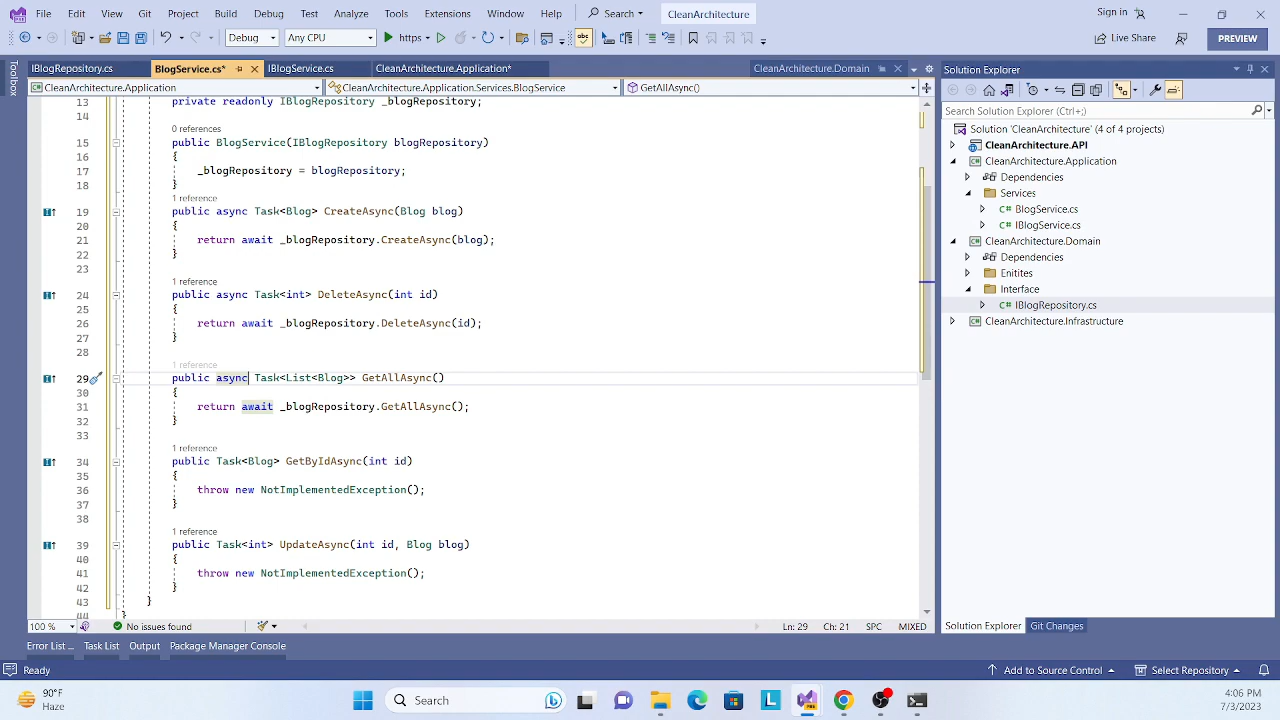 File Edit View Git Project Build Debug Test Analyze Tools Extensions Window Help Search CleanArchitecture Sign in
Debug Any CPU https Live Share PREVIEW
IBlogRepository.cs BlogService.cs* IBlogService.cs CleanArchitecture.Application* CleanArchitecture.Domain Solution Explorer
CleanArchitecture.Application CleanArchitecture.Application.Services.BlogService GetAllAsync()
Toolbox
13 private readonly IBlogRepository _blogRepository;
14
0 references
15 public BlogService(IBlogRepository blogRepository)
16 {
17 _blogRepository = blogRepository;
18 }
1 reference
19 public async Task<Blog> CreateAsync(Blog blog)
20 {
21 return await _blogRepository.CreateAsync(blog);
22 }
23
1 reference
24 public async Task<int> DeleteAsync(int id)
25 {
26 return await _blogRepository.DeleteAsync(id);
27 }
28
1 reference
29 public async Task<List<Blog>> GetAllAsync()
30 {
31 return await _blogRepository.GetAllAsync();
32 }
33
1 reference
34 public Task<Blog> GetByIdAsync(int id)
35 {
36 throw new NotImplementedException();
37 }
38
1 reference
39 public Task<int> UpdateAsync(int id, Blog blog)
40 {
41 throw new NotImplementedException();
42 }
43 }
44 }
Search Solution Explorer (Ctrl+;)
Solution 'CleanArchitecture' (4 of 4 projects)
CleanArchitecture.API
CleanArchitecture.Application
Dependencies
Services
C# BlogService.cs
C# IBlogService.cs
CleanArchitecture.Domain
Dependencies
Entites
Interface
C# IBlogRepository.cs
CleanArchitecture.Infrastructure
100 % No issues found Ln: 29 Ch: 21 SPC MIXED
Solution Explorer Git Changes
Error List ... Task List Output Package Manager Console
Ready Add to Source Control Select Repository
90°F
Haze
Search
4:06 PM
7/3/2023